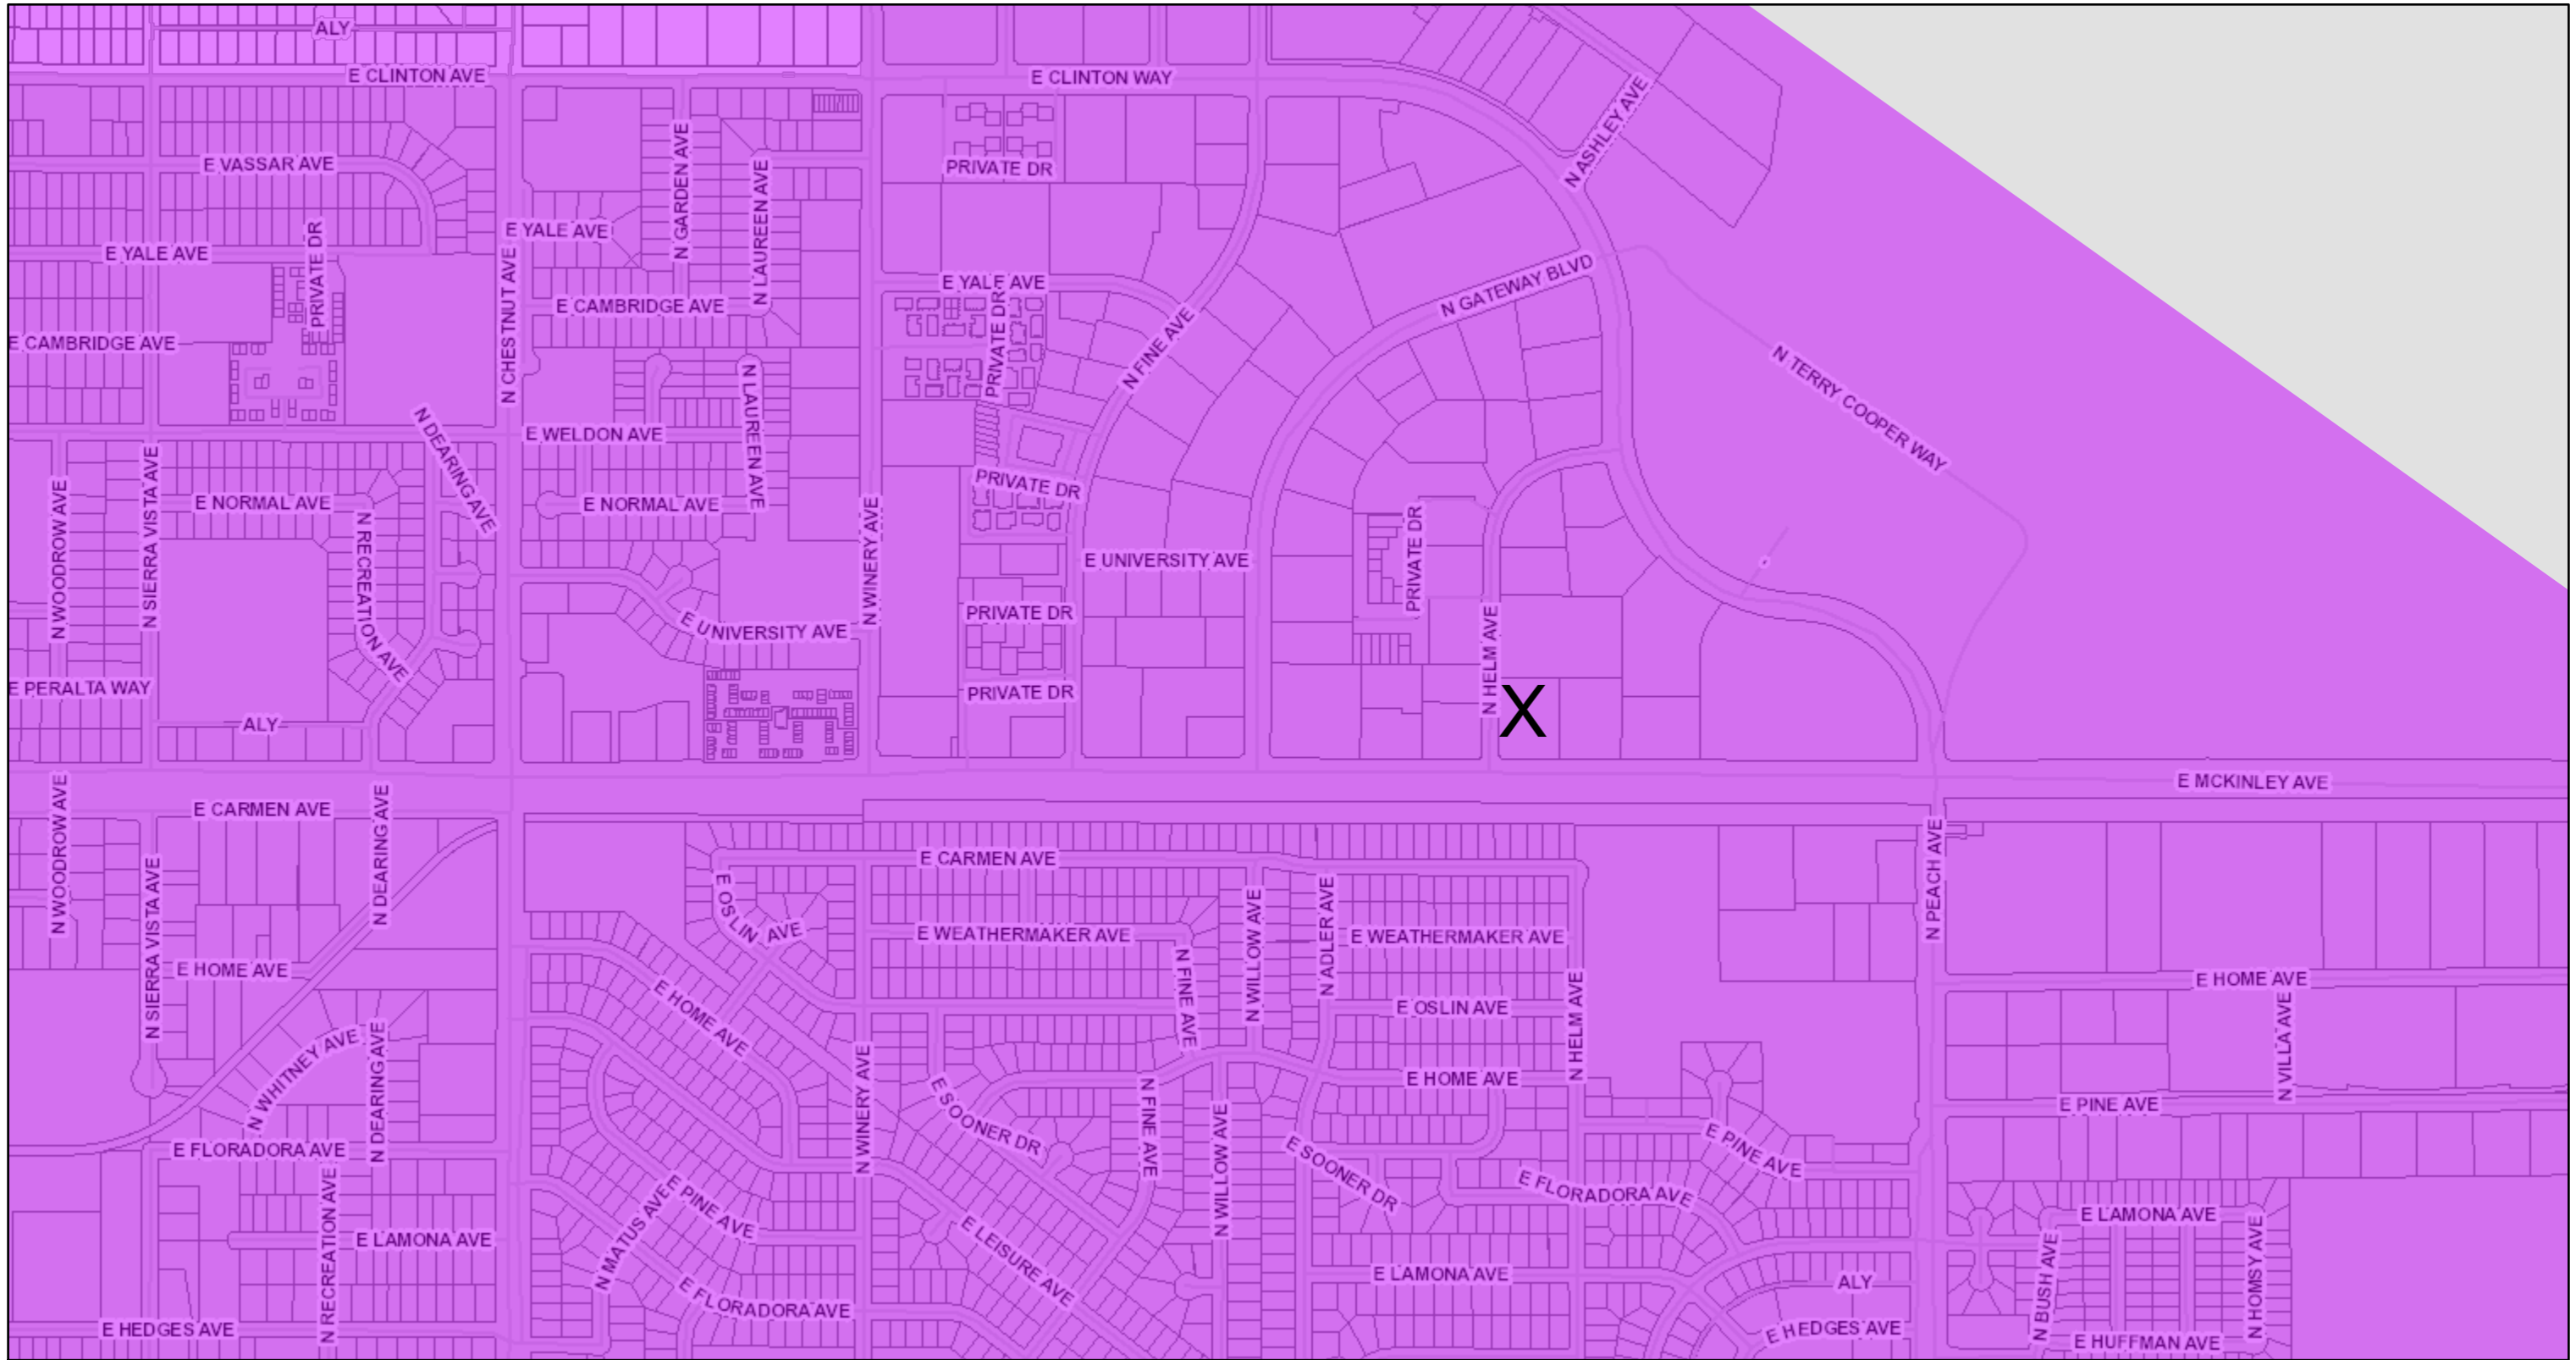 ALY
E CLINTON AVE
E CLINTON WAY
N ASHLEY AVE
E VASSAR AVE
N GARDEN AVE
PRIVATE DR
N LAUREEN AVE
E YALE AVE
E YALE AVE
PRIVATE DR
N CHESTNUT AVE
E YALE AVE
N GATEWAY BLVD
E CAMBRIDGE AVE
PRIVATE DR
N FINE AVE
E CAMBRIDGE AVE
N TERRY COOPER WAY
N LAUREEN AVE
E WELDON AVE
N DEARING AVE
PRIVATE DR
E NORMAL AVE
E NORMAL AVE
N WOODROW AVE
N SIERRA VISTA AVE
N RECREATION AVE
N WINERY AVE
PRIVATE DR
E UNIVERSITY AVE
PRIVATE DR
E UNIVERSITY AVE
N HELM AVE
E PERALTA WAY
PRIVATE DR
X
ALY
E MCKINLEY AVE
N WOODROW AVE
E CARMEN AVE
N DEARING AVE
E CARMEN AVE
N PEACH AVE
N SIERRA VISTA AVE
E OSLIN AVE
E WEATHERMAKER AVE
N WILLOW AVE
N ADLER AVE
E WEATHERMAKER AVE
E HOME AVE
N FINE AVE
E HOME AVE
E HOME AVE
E OSLIN AVE
N HELM AVE
N VILLA AVE
N WHITNEY AVE
N DEARING AVE
N WINERY AVE
E SOONER DR
E HOME AVE
E PINE AVE
N FINE AVE
N WILLOW AVE
E FLORADORA AVE
E SOONER DR
E PINE AVE
E FLORADORA AVE
N RECREATION AVE
E PINE AVE
N MATUS AVE
E LAMONA AVE
E LEISURE AVE
E LAMONA AVE
N BUSH AVE
N HOMSY AVE
E LAMONA AVE
ALY
E FLORADORA AVE
E HEDGES AVE
E HEDGES AVE
E HUFFMAN AVE